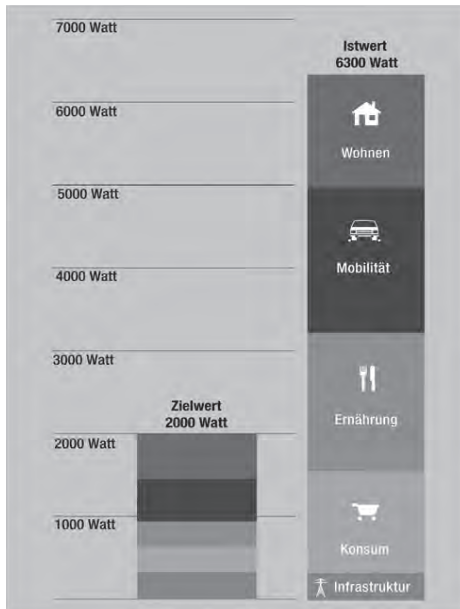 7000 Watt
Istwert
6300 Watt
6000 Watt
Wohnen
5000 Watt
Mobilität
4000 Watt
3000 Watt
Zielwert
2000 Watt
Ernährung
2000 Watt
1000 Watt
Konsum
Infrastruktur